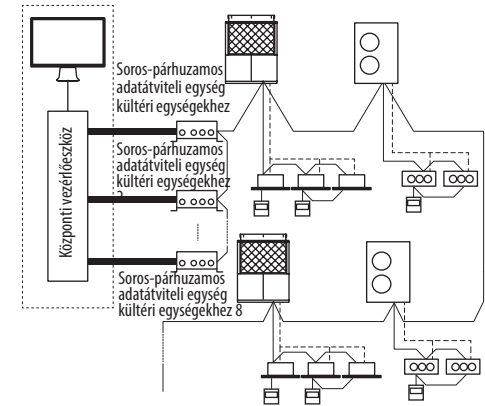 Soros-párhuzamos
adatátviteli egység
kültéri egységekhez
Soros-párhuzamos
adatátviteli egység
kültéri egységekhez
Központi vezérlőeszköz
Soros-párhuzamos
adatátviteli egység
kültéri egységekhez 8